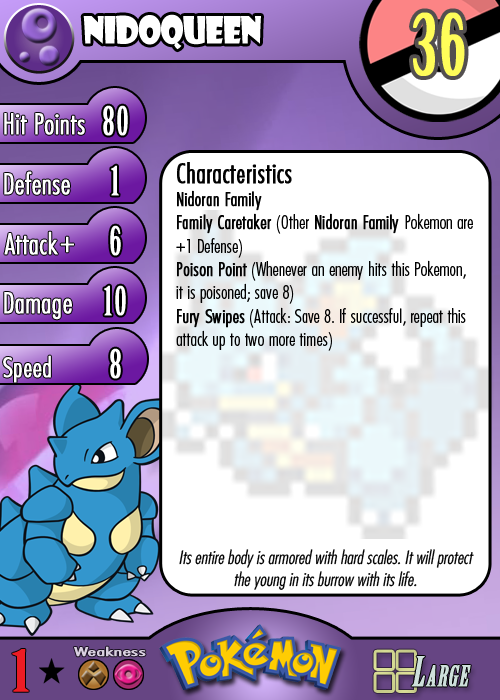 NIDOQUEEN
36
Hit Points 80
Defense 1
Attack+ 6
Damage 10
Speed 8
Characteristics
Nidoran Family
Family Caretaker (Other Nidoran Family Pokemon are
+1 Defense)
Poison Point (Whenever an enemy hits this Pokemon,
it is poisoned; save 8)
Fury Swipes (Attack: Save 8. If successful, repeat this
attack up to two more times)
Its entire body is armored with hard scales. It will protect
the young in its burrow with its life.
1 ★ Weakness
POKéMON
LARGE